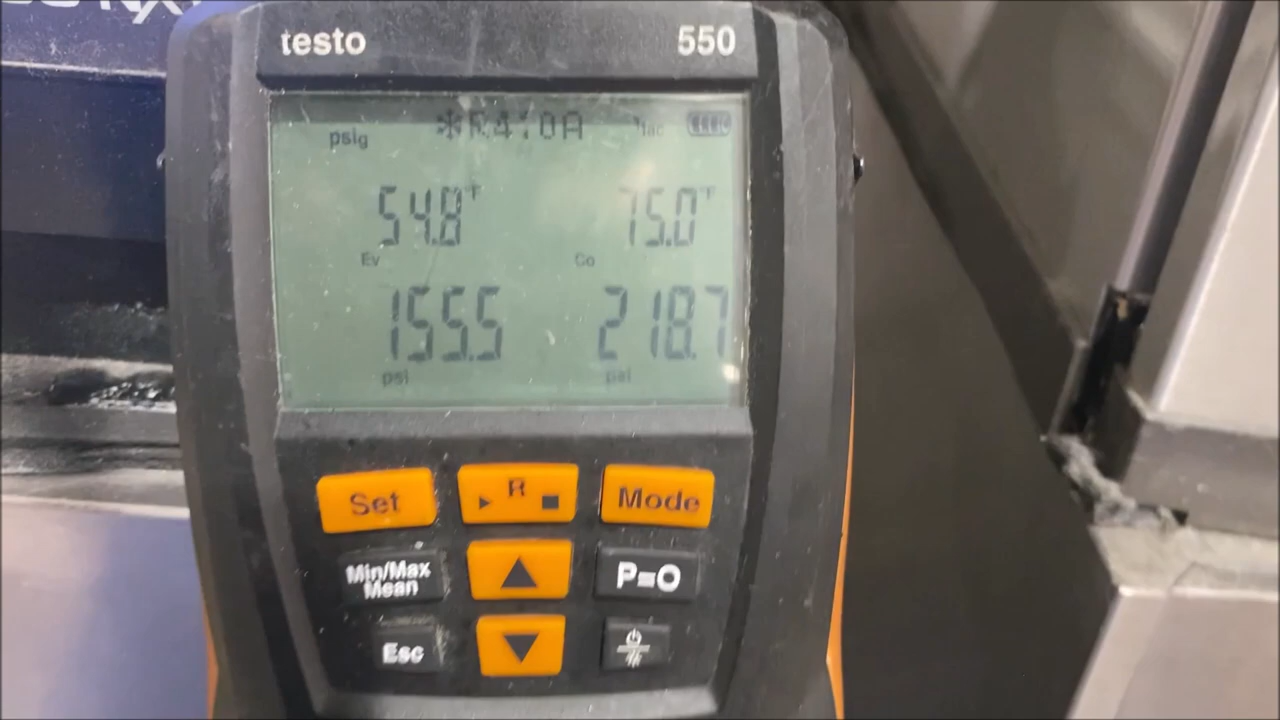 testo 550
psig R410A
54.8°F 75.0°F
Ev Co
155.5 218.7
psi psi
Set R Mode
Min/Max
Mean
P=O
Esc